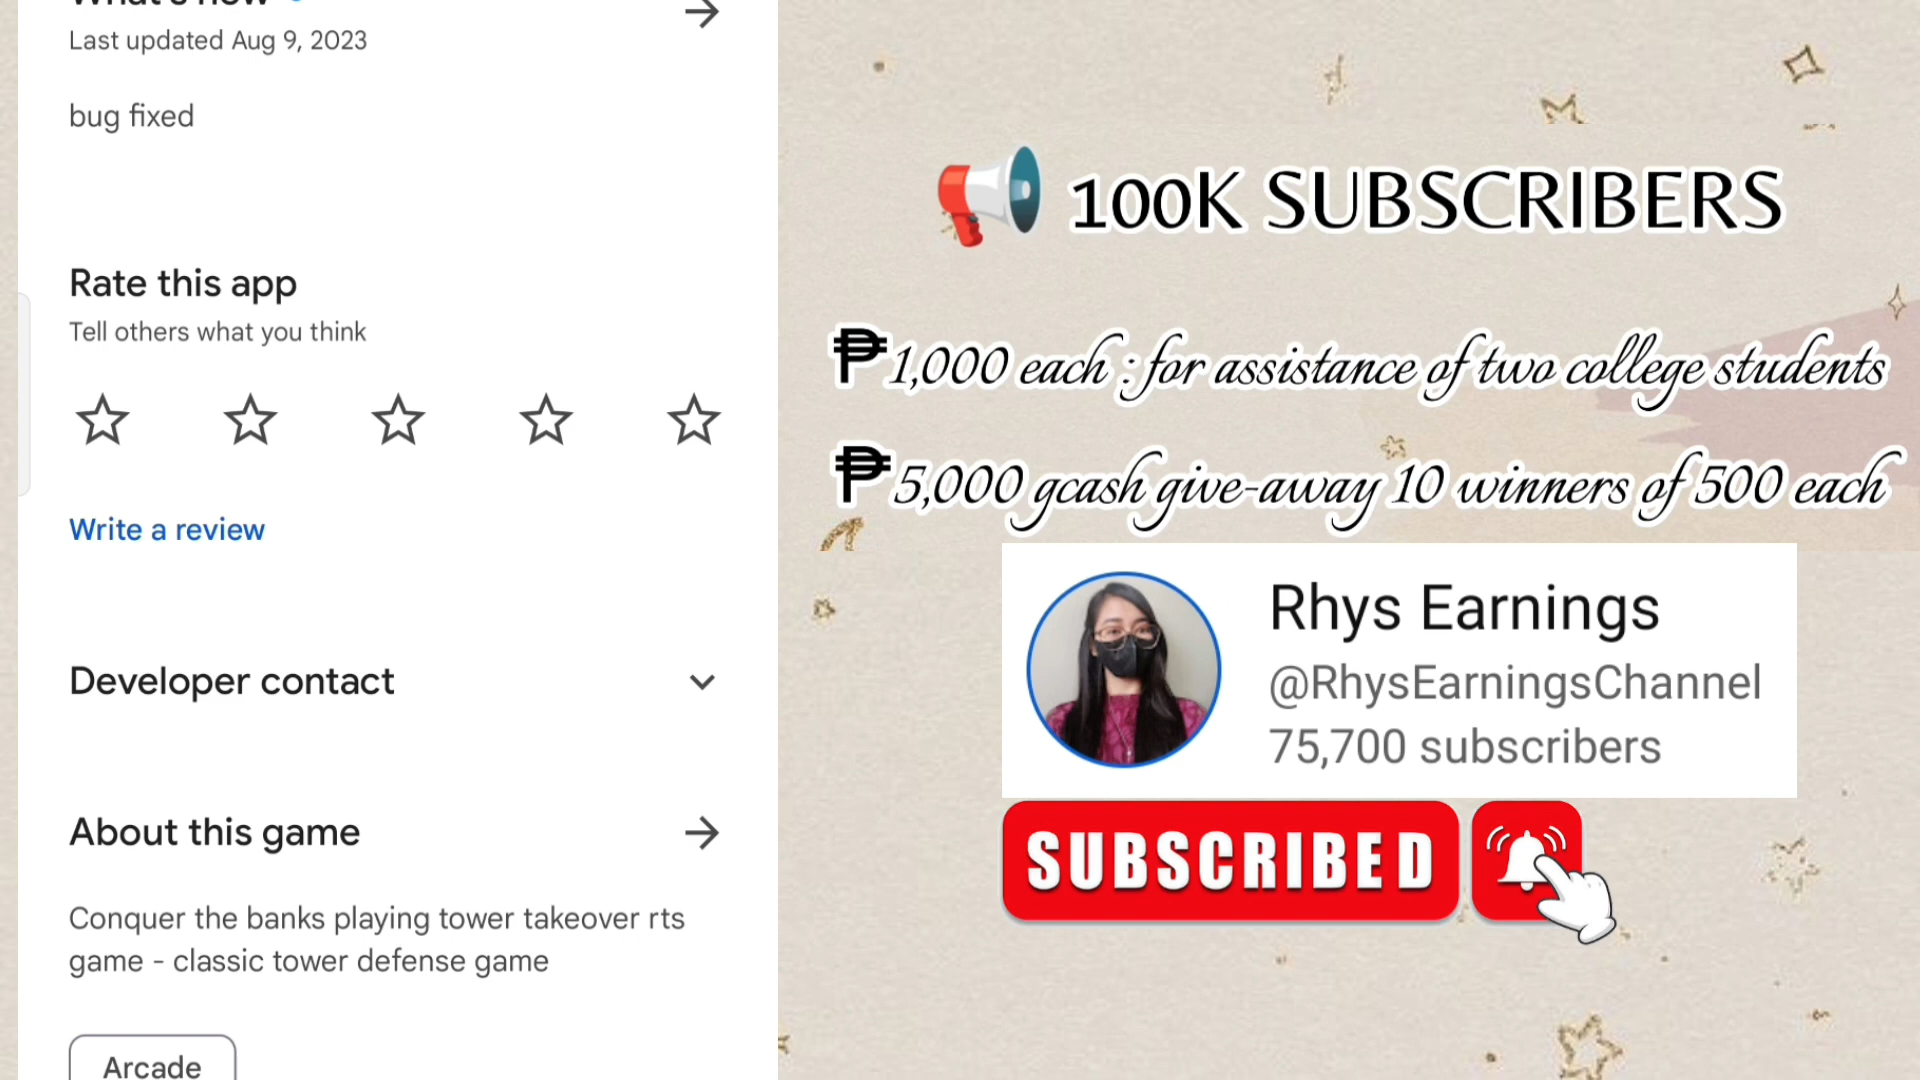 What's new
Last updated Aug 9, 2023
bug fixed
Rate this app
Tell others what you think
Write a review
Developer contact
About this game
Conquer the banks playing tower takeover rts
game - classic tower defense game
Arcade
100K SUBSCRIBERS
₱1,000 each : for assistance of two college students
₱5,000 gcash give-away 10 winners of 500 each
Rhys Earnings
@RhysEarningsChannel
75,700 subscribers
SUBSCRIBED